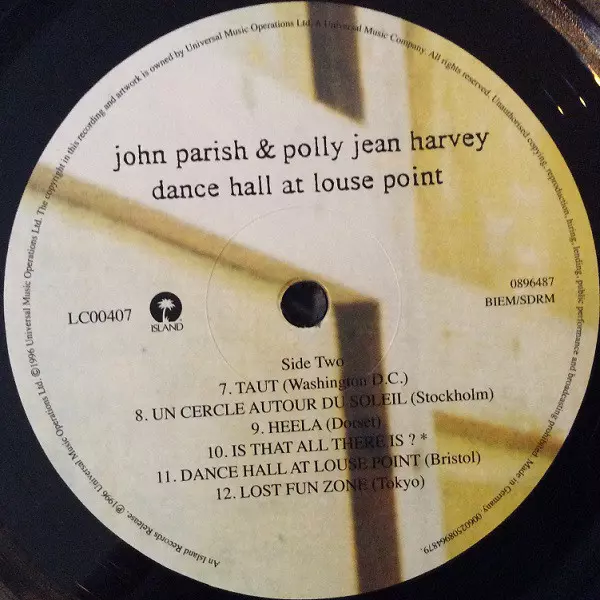 An Island Records Release. ℗1996 Universal Music Operations Ltd. ©1996 Universal Music Operations Ltd. The copyright in this recording and artwork is owned by Universal Music Operations Ltd. A Universal Music Company. All rights reserved. Unauthorised copying, reproduction, hiring, lending, public performance and broadcasting prohibited. Made in Germany. 00602508964879.
john parish & polly jean harvey
dance hall at louse point
LC00407
ISLAND
0896487
BIEM/SDRM
Side Two
7. TAUT (Washington D.C.)
8. UN CERCLE AUTOUR DU SOLEIL (Stockholm)
9. HEELA (Dorset)
10. IS THAT ALL THERE IS ? *
11. DANCE HALL AT LOUSE POINT (Bristol)
12. LOST FUN ZONE (Tokyo)